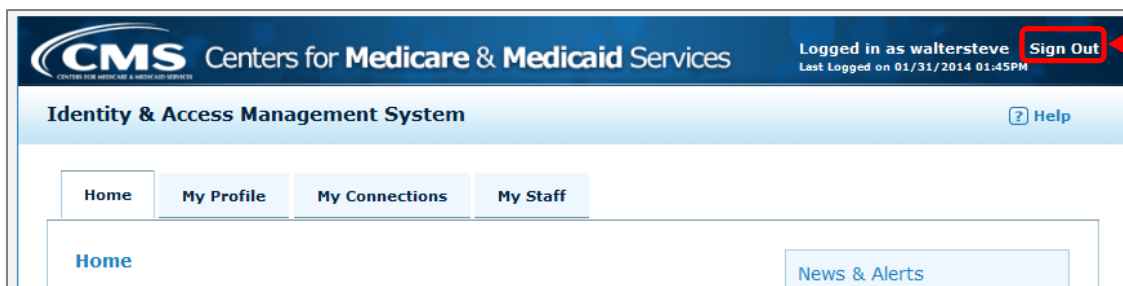 CMS Centers for Medicare & Medicaid Services
CENTERS FOR MEDICARE & MEDICAID SERVICES
Logged in as waltersteve Sign Out
Last Logged on 01/31/2014 01:45PM
Identity & Access Management System
? Help
Home My Profile My Connections My Staff
Home
News & Alerts